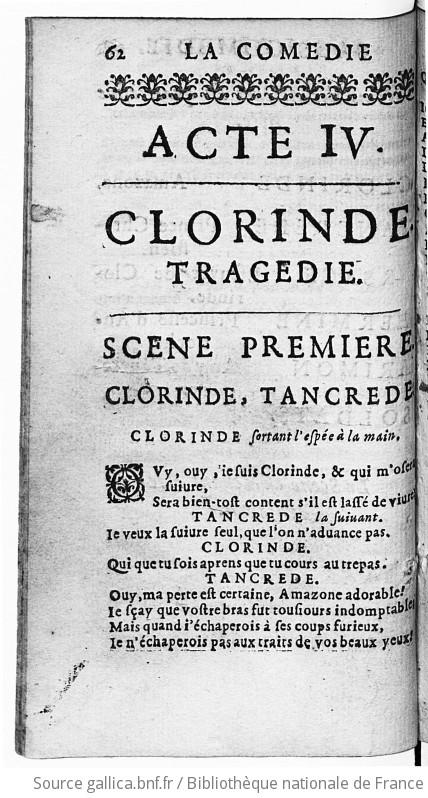 62 LA COMEDIE
ACTE IV.
CLORINDE.
TRAGEDIE.
SCENE PREMIERE.
CLORINDE, TANCREDE
CLORINDE sortant l'espée à la main,
OVy, ouy, ie suis Clorinde, & qui m'osera
suiure,
Sera bien-tost content s'il est lassé de viure.
TANCREDE la suiuant.
Ie veux la suiure seul, que l'on n'aduance pas.
CLORINDE.
Qui que tu sois aprens que tu cours au trepas.
TANCREDE.
Ouy, ma perte est certaine, Amazone adorable!
Ie sçay que vostre bras fut tousiours indomptable;
Mais quand i'échaperois à ses coups furieux,
Ie n'échaperois pas aux traits de vos beaux yeux!
Source gallica.bnf.fr / Bibliothèque nationale de France